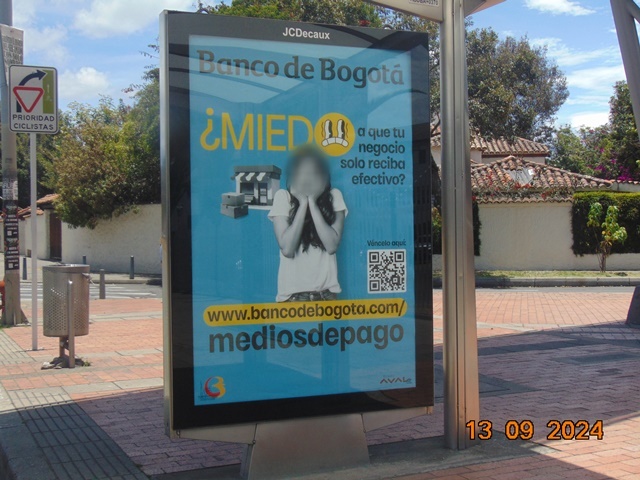 JCDecaux
Banco de Bogotá
¿MIEDO
a que tu
negocio
solo reciba
efectivo?
Véncelo aquí
www.bancodebogota.com/
mediosdepago
AVAL
PRIORIDAD
CICLISTAS
13 09 2024